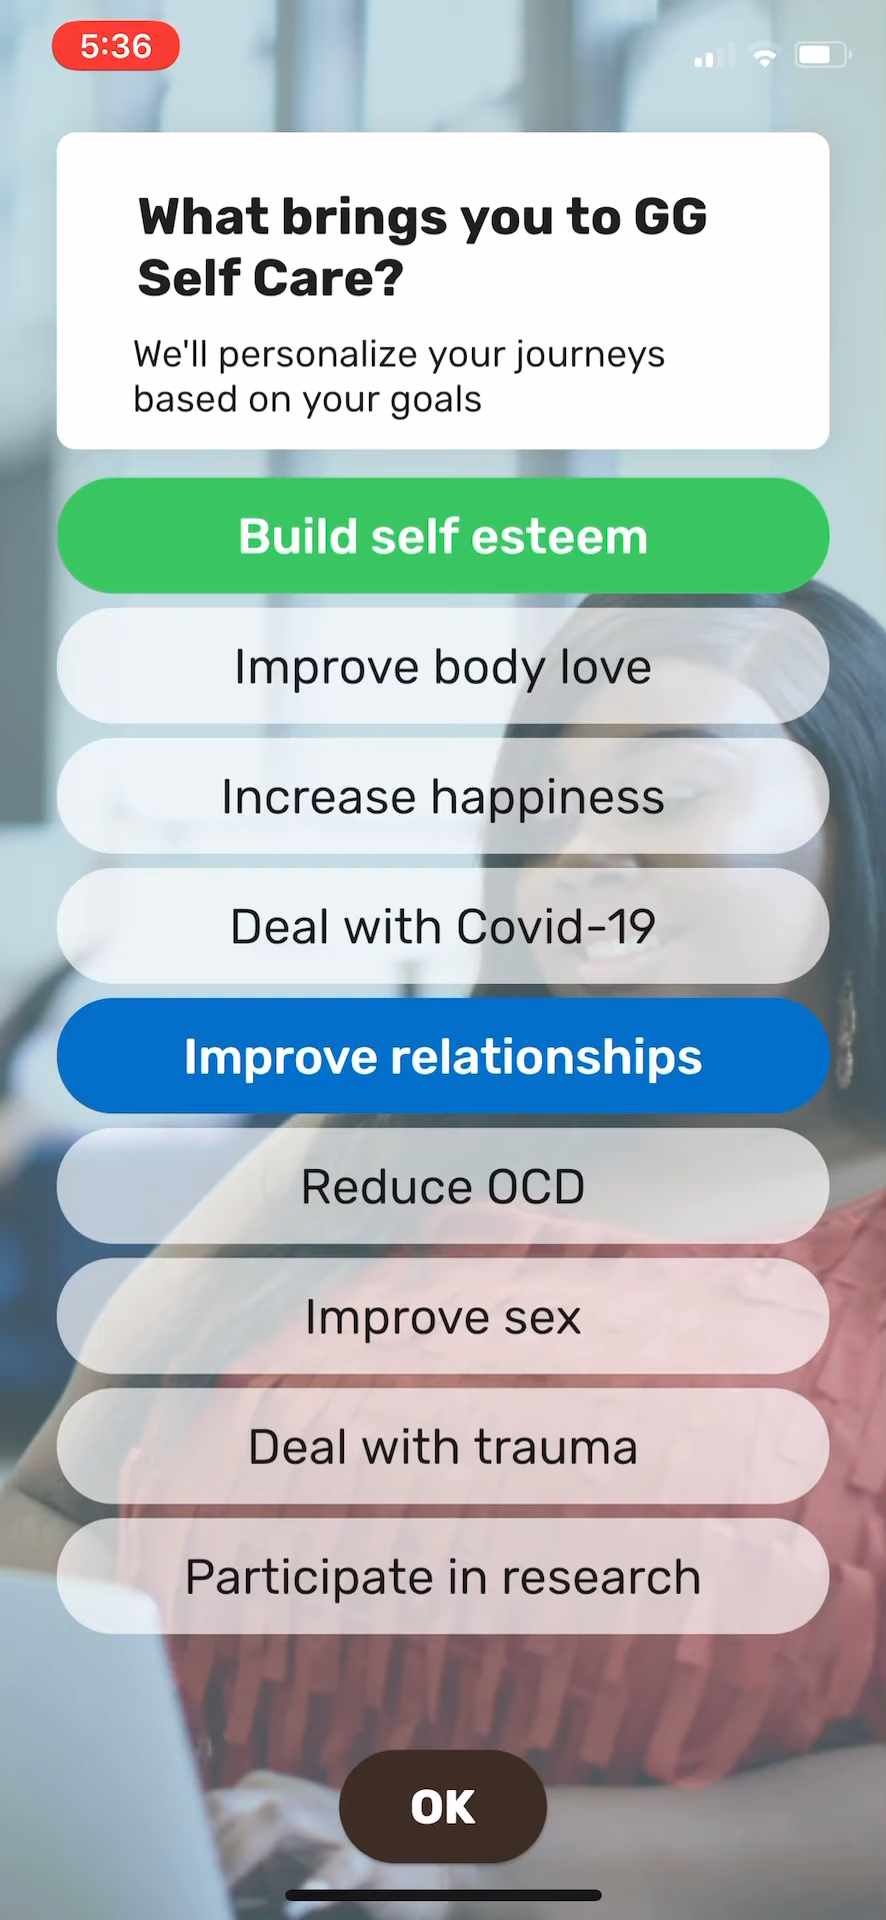 5:36
What brings you to GG
Self Care?
We'll personalize your journeys
based on your goals
Build self esteem
Improve body love
Increase happiness
Deal with Covid-19
Improve relationships
Reduce OCD
Improve sex
Deal with trauma
Participate in research
OK